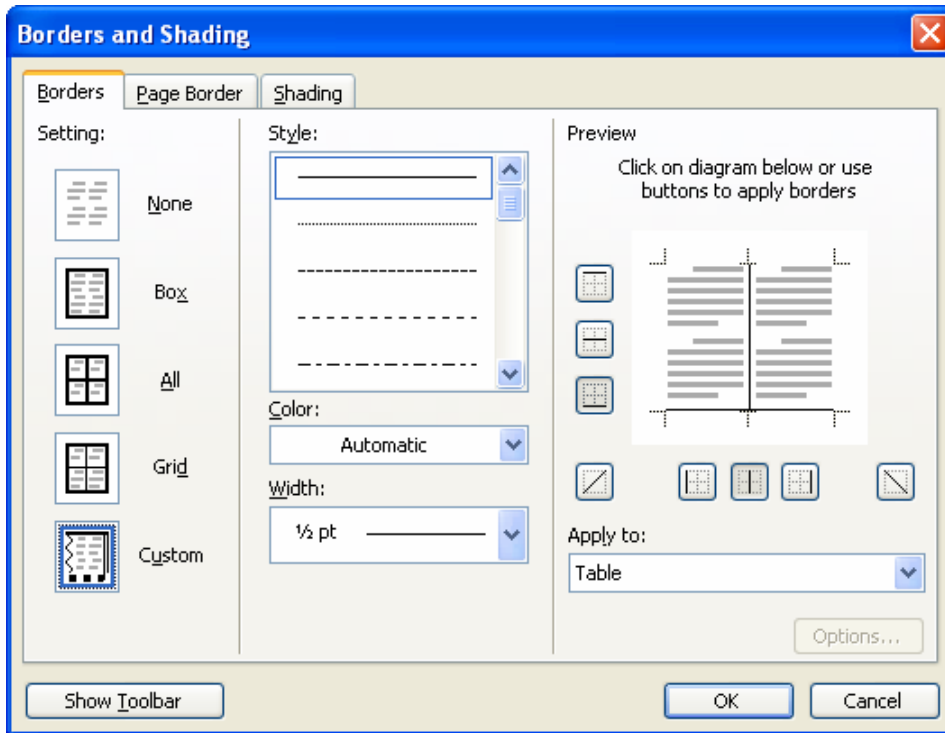 Borders and Shading
Borders
Page Border
Shading
Setting:
None
Box
All
Grid
Custom
Style:
Color:
Automatic
Width:
½ pt
Preview
Click on diagram below or use
buttons to apply borders
Apply to:
Table
Options...
Show Toolbar
OK
Cancel